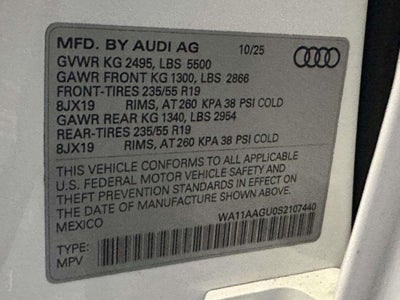 MFD. BY AUDI AG 10/25
GVWR KG 2495, LBS 5500
GAWR FRONT KG 1300, LBS 2866
FRONT-TIRES 235/55 R19
8JX19 RIMS, AT 260 KPA 38 PSI COLD
GAWR REAR KG 1340, LBS 2954
REAR-TIRES 235/55 R19
8JX19 RIMS, AT 260 KPA 38 PSI COLD
THIS VEHICLE CONFORMS TO ALL APPLICABLE
U.S. FEDERAL MOTOR VEHICLE SAFETY AND
THEFT PREVENTION STANDARDS IN EFFECT ON
THE DATE OF MANUFACTURE SHOWN ABOVE
MEXICO WA11AAGU0S2107440
TYPE:
MPV